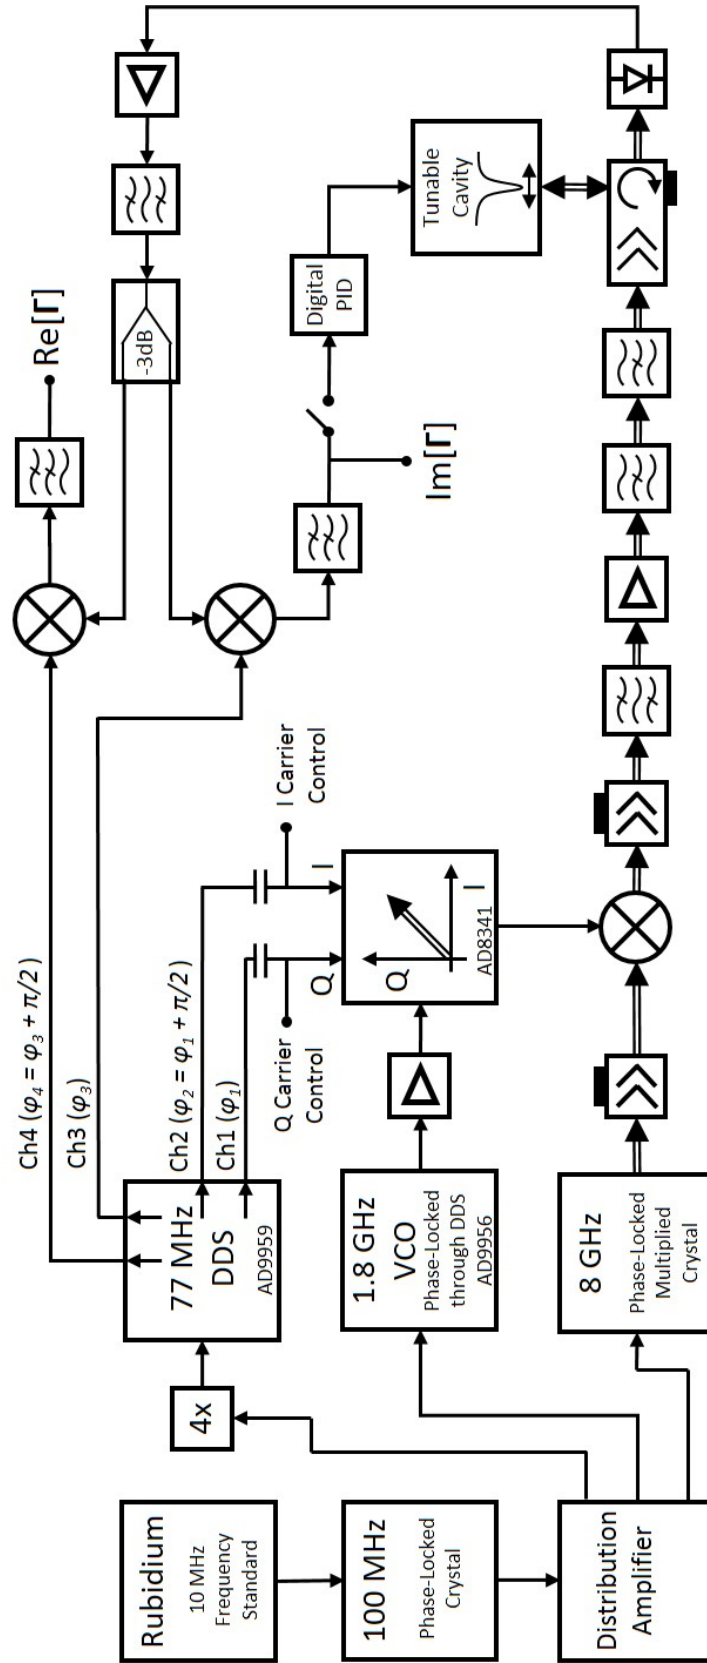 Rubidium
10 MHz
Frequency
Standard
100 MHz
Phase-Locked
Crystal
Distribution
Amplifier
4x
77 MHz
DDS
AD9959
1.8 GHz
VCO
Phase-Locked
through DDS
AD9956
8 GHz
Phase-Locked
Multiplied
Crystal
Ch4 (φ₄ = φ₃ + π/2)
Ch3 (φ₃)
Ch2 (φ₂ = φ₁ + π/2)
Ch1 (φ₁)
Q Carrier
Control
I Carrier
Control
Q
I
Q
I
AD8341
Re[Γ]
Im[Γ]
-3dB
Digital
PID
Tunable
Cavity